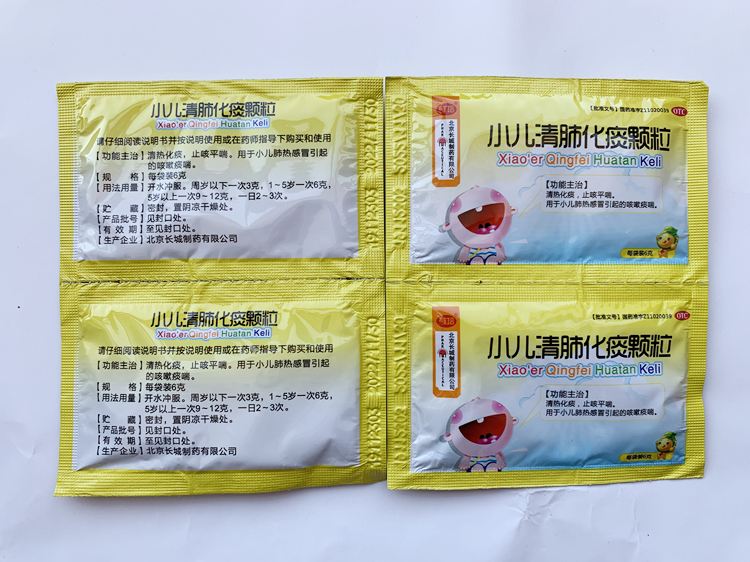 小儿清肺化痰颗粒
Xiao'er Qingfei Huatan Keli
请仔细阅读说明书并按说明使用或在药师指导下购买和使用
【功能主治】清热化痰，止咳平喘。用于小儿肺热感冒引起
的咳嗽痰喘。
【规　　格】每袋装6克
【用法用量】开水冲服。周岁以下一次3克，1～5岁一次6克，
5岁以上一次9～12克，一日2～3次。
【贮　　藏】密封，置阴凉干燥处。
【产品批号】见封口处。
【有 效 期】至见封口处。
【生产企业】北京长城制药有限公司
【批准文号】国药准字Z11020039
OTC
北京长城制药有限公司
小儿清肺化痰颗粒
Xiao'er Qingfei Huatan Keli
【功能主治】
清热化痰，止咳平喘。
用于小儿肺热感冒引起的咳嗽痰喘。
每袋装6克
小儿清肺化痰颗粒
Xiao'er Qingfei Huatan Keli
请仔细阅读说明书并按说明使用或在药师指导下购买和使用
【功能主治】清热化痰，止咳平喘。用于小儿肺热感冒引起
的咳嗽痰喘。
【规　　格】每袋装6克
【用法用量】开水冲服。周岁以下一次3克，1～5岁一次6克，
5岁以上一次9～12克，一日2～3次。
【贮　　藏】密封，置阴凉干燥处。
【产品批号】见封口处。
【有 效 期】至见封口处。
【生产企业】北京长城制药有限公司
【批准文号】国药准字Z11020039
OTC
北京长城制药有限公司
小儿清肺化痰颗粒
Xiao'er Qingfei Huatan Keli
【功能主治】
清热化痰，止咳平喘。
用于小儿肺热感冒引起的咳嗽痰喘。
每袋装6克